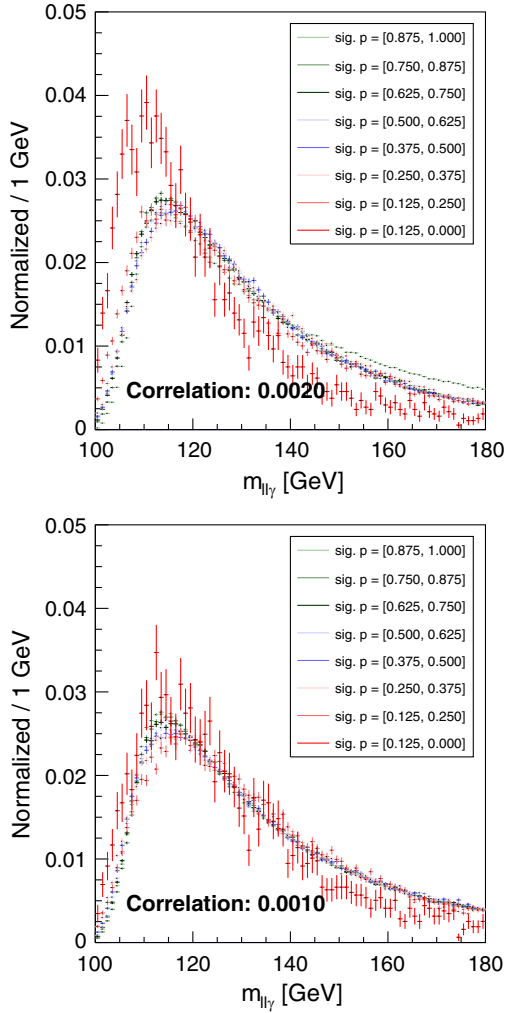 0.05
0.04
0.03
0.02
0.01
0
Normalized / 1 GeV
sig. p = [0.875, 1.000]
sig. p = [0.750, 0.875]
sig. p = [0.625, 0.750]
sig. p = [0.500, 0.625]
sig. p = [0.375, 0.500]
sig. p = [0.250, 0.375]
sig. p = [0.125, 0.250]
sig. p = [0.125, 0.000]
Correlation: 0.0020
100 120 140 160 180
m_{llγ} [GeV]
0.05
0.04
0.03
0.02
0.01
0
Normalized / 1 GeV
sig. p = [0.875, 1.000]
sig. p = [0.750, 0.875]
sig. p = [0.625, 0.750]
sig. p = [0.500, 0.625]
sig. p = [0.375, 0.500]
sig. p = [0.250, 0.375]
sig. p = [0.125, 0.250]
sig. p = [0.125, 0.000]
Correlation: 0.0010
100 120 140 160 180
m_{llγ} [GeV]